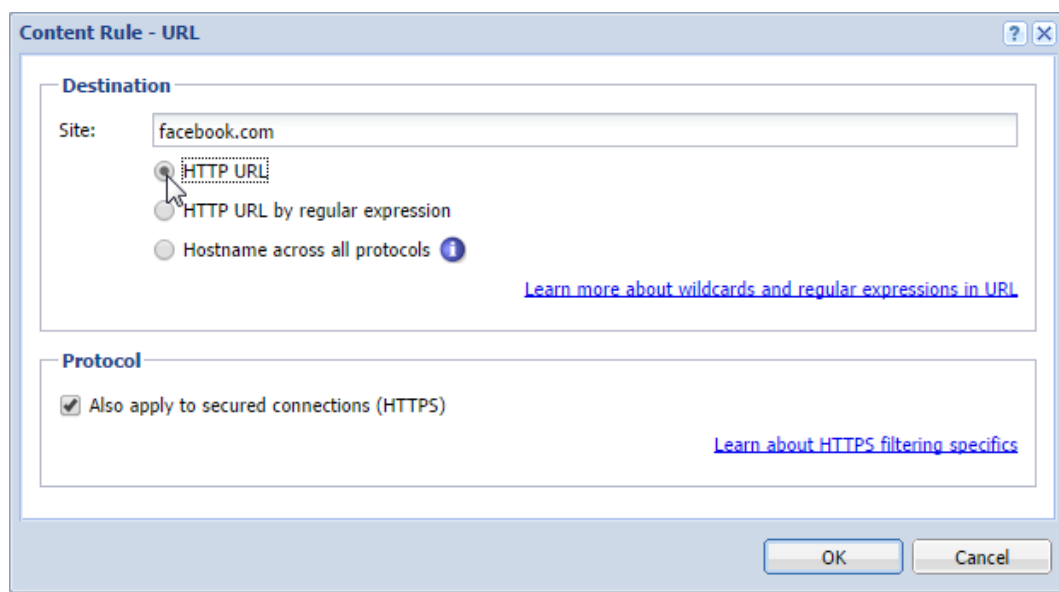 Content Rule - URL
?
Destination
Site: facebook.com
HTTP URL
HTTP URL by regular expression
Hostname across all protocols i
Learn more about wildcards and regular expressions in URL
Protocol
Also apply to secured connections (HTTPS)
Learn about HTTPS filtering specifics
OK Cancel